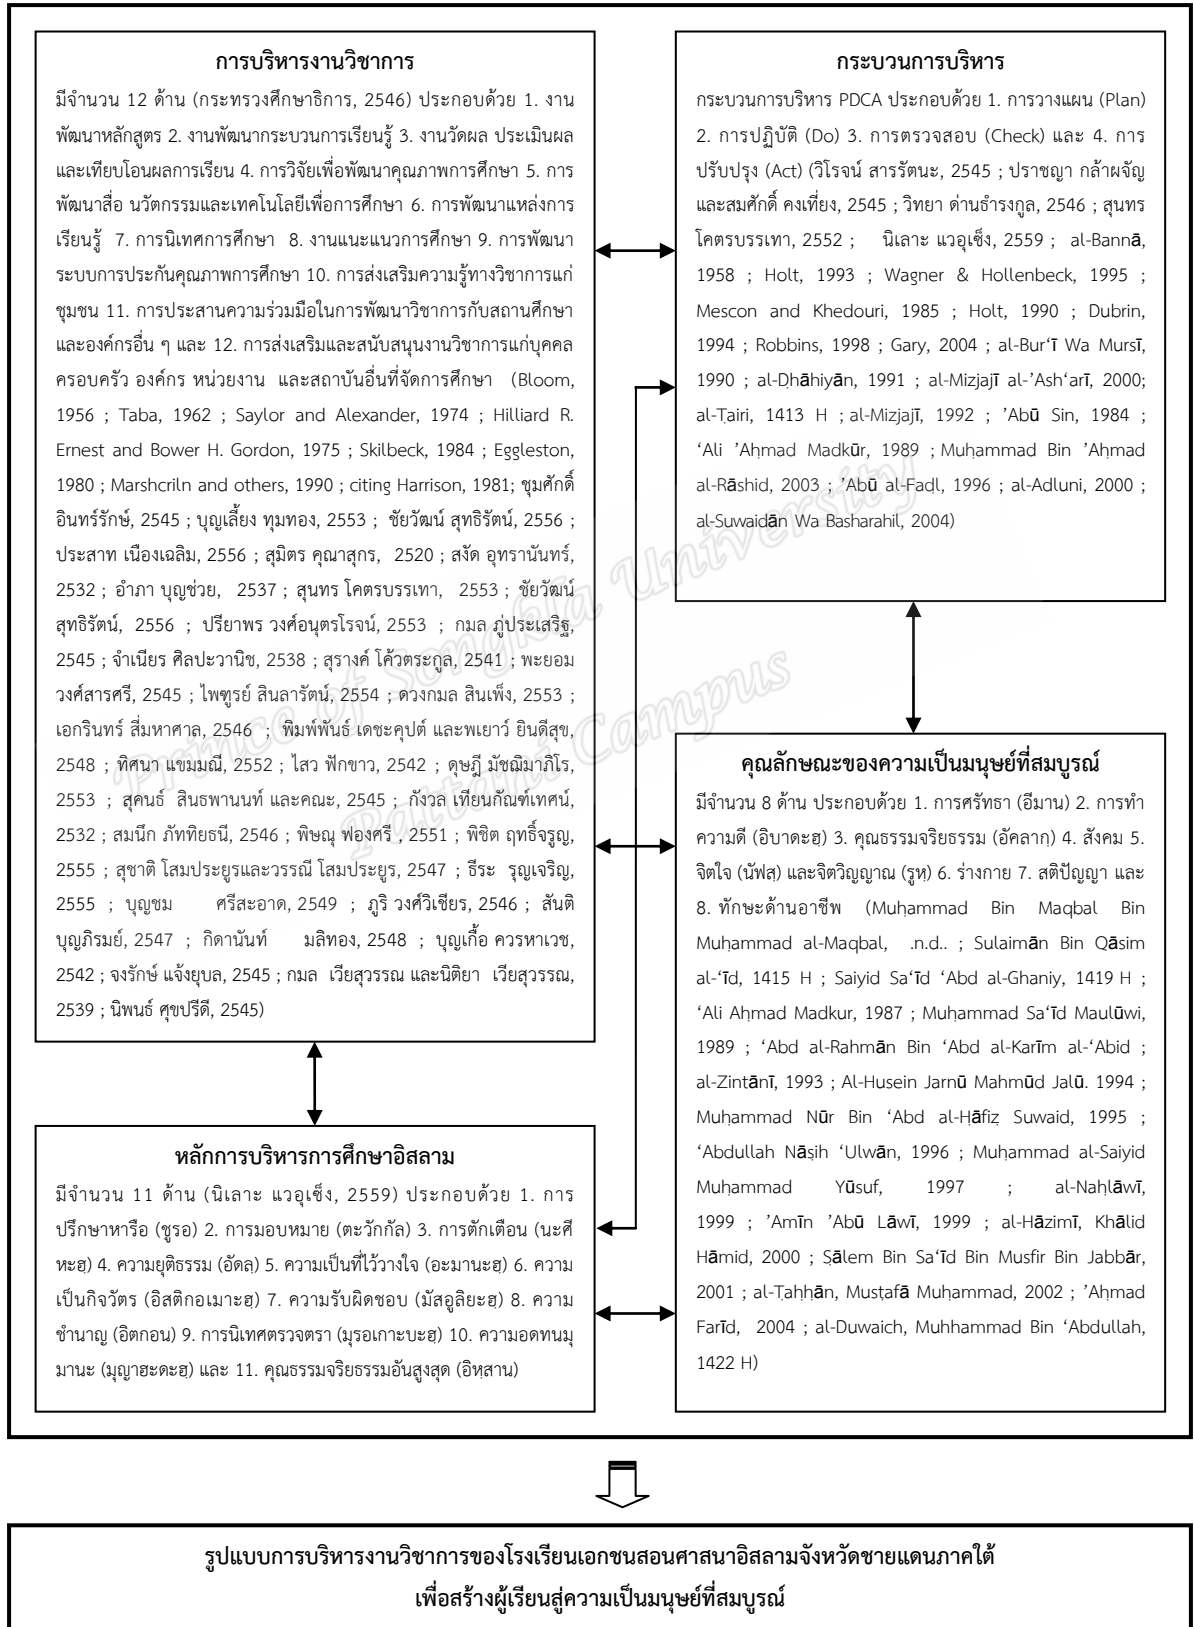 การบริหารงานวิชาการ
มีจำนวน 12 ด้าน (กระทรวงศึกษาธิการ, 2546) ประกอบด้วย 1. งาน
พัฒนาหลักสูตร 2. งานพัฒนากระบวนการเรียนรู้ 3. งานวัดผล ประเมินผล
และเทียบโอนผลการเรียน 4. การวิจัยเพื่อพัฒนาคุณภาพการศึกษา 5. การ
พัฒนาสื่อ นวัตกรรมและเทคโนโลยีเพื่อการศึกษา 6. การพัฒนาแหล่งการ
เรียนรู้ 7. การนิเทศการศึกษา 8. งานแนะแนวการศึกษา 9. การพัฒนา
ระบบการประกันคุณภาพการศึกษา 10. การส่งเสริมความรู้ทางวิชาการแก่
ชุมชน 11. การประสานความร่วมมือในการพัฒนาวิชาการกับสถานศึกษา
และองค์กรอื่น ๆ และ 12. การส่งเสริมและสนับสนุนงานวิชาการแก่บุคคล
ครอบครัว องค์กร หน่วยงาน และสถาบันอื่นที่จัดการศึกษา (Bloom,
1956 ; Taba, 1962 ; Saylor and Alexander, 1974 ; Hilliard R.
Ernest and Bower H. Gordon, 1975 ; Skilbeck, 1984 ; Eggleston,
1980 ; Marshcriln and others, 1990 ; citing Harrison, 1981; ชุมศักดิ์
อินทร์รักษ์, 2545 ; บุญเลี้ยง ทุมทอง, 2553 ; ชัยวัฒน์ สุทธิรัตน์, 2556 ;
ประสาท เนืองเฉลิม, 2556 ; สุมิตร คุณาสุกร, 2520 ; สงัด อุทรานันทร์,
2532 ; อำภา บุญช่วย, 2537 ; สุนทร โคตรบรรเทา, 2553 ; ชัยวัฒน์
สุทธิรัตน์, 2556 ; ปรียาพร วงศ์อนุตรโรจน์, 2553 ; กมล ภู่ประเสริฐ,
2545 ; จำเนียร ศิลปะวานิช, 2538 ; สุรางค์ โค้วตระกูล, 2541 ; พะยอม
วงศ์สารศรี, 2545 ; ไพฑูรย์ สินลารัตน์, 2554 ; ดวงกมล สินเพ็ง, 2553 ;
เอกรินทร์ สี่มหาศาล, 2546 ; พิมพ์พันธ์ เดชะคุปต์ และพเยาว์ ยินดีสุข,
2548 ; ทิศนา แขมมณี, 2552 ; ไสว ฟักขาว, 2542 ; ดุษฎี มัชฌิมาภิโร,
2553 ; สุคนธ์ สินธพานนท์ และคณะ, 2545 ; กังวล เทียนกัณฑ์เทศน์,
2532 ; สมนึก ภัททิยธนี, 2546 ; พิษณุ ฟองศรี , 2551 ; พิชิต ฤทธิ์จรูญ,
2555 ; สุชาติ โสมประยูรและวรรณี โสมประยูร, 2547 ; ธีระ รุญเจริญ,
2555 ; บุญชม ศรีสะอาด, 2549 ; ภูริ วงศ์วิเชียร, 2546 ; สันติ
บุญภิรมย์, 2547 ; กิดานันท์ มลิทอง, 2548 ; บุญเกื้อ ควรหาเวช,
2542 ; จงรักษ์ แจ้งยุบล, 2545 ; กมล เวียสุวรรณ และนิติยา เวียสุวรรณ,
2539 ; นิพนธ์ ศุขปรีดี, 2545)
กระบวนการบริหาร
กระบวนการบริหาร PDCA ประกอบด้วย 1. การวางแผน (Plan)
2. การปฏิบัติ (Do) 3. การตรวจสอบ (Check) และ 4. การ
ปรับปรุง (Act) (วิโรจน์ สารรัตนะ, 2545 ; ปราชญา กล้าผจัญ
และสมศักดิ์ คงเที่ยง, 2545 ; วิทยา ด่านธำรงกูล, 2546 ; สุนทร
โคตรบรรเทา, 2552 ; นิเลาะ แวอุเซ็ง, 2559 ; al-Bannā,
1958 ; Holt, 1993 ; Wagner & Hollenbeck, 1995 ;
Mescon and Khedouri, 1985 ; Holt, 1990 ; Dubrin,
1994 ; Robbins, 1998 ; Gary, 2004 ; al-Bur‘ī Wa Mursī,
1990 ; al-Ḍhāhiyān, 1991 ; al-Mizjajī al-’Ash‘arī, 2000;
al-Ṭairi, 1413 H ; al-Mizjajī, 1992 ; ’Abū Sin, 1984 ;
‘Ali ’Aḥmad Madkūr, 1989 ; Muḥammad Bin ’Aḥmad
al-Rāshid, 2003 ; ’Abū al-Faḍl, 1996 ; al-Adluni, 2000 ;
al-Suwaidān Wa Basharahil, 2004)
คุณลักษณะของความเป็นมนุษย์ที่สมบูรณ์
มีจำนวน 8 ด้าน ประกอบด้วย 1. การศรัทธา (อีมาน) 2. การทำ
ความดี (อิบาดะฮฺ) 3. คุณธรรมจริยธรรม (อัคลาก) 4. สังคม 5.
จิตใจ (นัฟสฺ) และจิตวิญญาณ (รูหฺ) 6. ร่างกาย 7. สติปัญญา และ
8. ทักษะด้านอาชีพ (Muḥammad Bin Maqbal Bin
Muḥammad al-Maqbal, .n.d.. ; Sulaimān Bin Qāsim
al-‘Īd, 1415 H ; Saiyid Sa‘īd ‘Abd al-Ghaniy, 1419 H ;
‘Ali Aḥmad Madkur, 1987 ; Muḥammad Sa‘īd Maulūwi,
1989 ; ‘Abd al-Rahmān Bin ‘Abd al-Karīm al-‘Abid ;
al-Zintānī, 1993 ; Al-Husein Jarnū Mahmūd Jalū. 1994 ;
Muḥammad Nūr Bin ‘Abd al-Ḥāfiẓ Suwaid, 1995 ;
‘Abdullah Nāṣih ‘Ulwān, 1996 ; Muḥammad al-Saiyid
Muḥammad Yūsuf, 1997 ; al-Naḥlāwī,
1999 ; ’Amīn ’Abū Lāwī, 1999 ; al-Hāzimī, Khālid
Hāmid, 2000 ; Ṣālem Bin Sa‘īd Bin Musfir Bin Jabbār,
2001 ; al-Ṭaḥḥān, Musṭafā Muḥammad, 2002 ; ’Aḥmad
Farīd, 2004 ; al-Duwaich, Muhhammad Bin ‘Abdullah,
1422 H)
หลักการบริหารการศึกษาอิสลาม
มีจำนวน 11 ด้าน (นิเลาะ แวอุเซ็ง, 2559) ประกอบด้วย 1. การ
ปรึกษาหารือ (ชูรอ) 2. การมอบหมาย (ตะวักกัล) 3. การตักเตือน (นะศี
หะฮฺ) 4. ความยุติธรรม (อัดลฺ) 5. ความเป็นที่ไว้วางใจ (อะมานะฮฺ) 6. ความ
เป็นกิจวัตร (อิสติกอเมาะฮฺ) 7. ความรับผิดชอบ (มัสอูลิยะฮฺ) 8. ความ
ชำนาญ (อิตกอน) 9. การนิเทศตรวจตรา (มุรอเกาะบะฮฺ) 10. ความอดทนมุ
มานะ (มุญาฮะดะฮฺ) และ 11. คุณธรรมจริยธรรมอันสูงสุด (อิหฺสาน)
Prince of Songkla University
Pattani Campus
รูปแบบการบริหารงานวิชาการของโรงเรียนเอกชนสอนศาสนาอิสลามจังหวัดชายแดนภาคใต้
เพื่อสร้างผู้เรียนสู่ความเป็นมนุษย์ที่สมบูรณ์